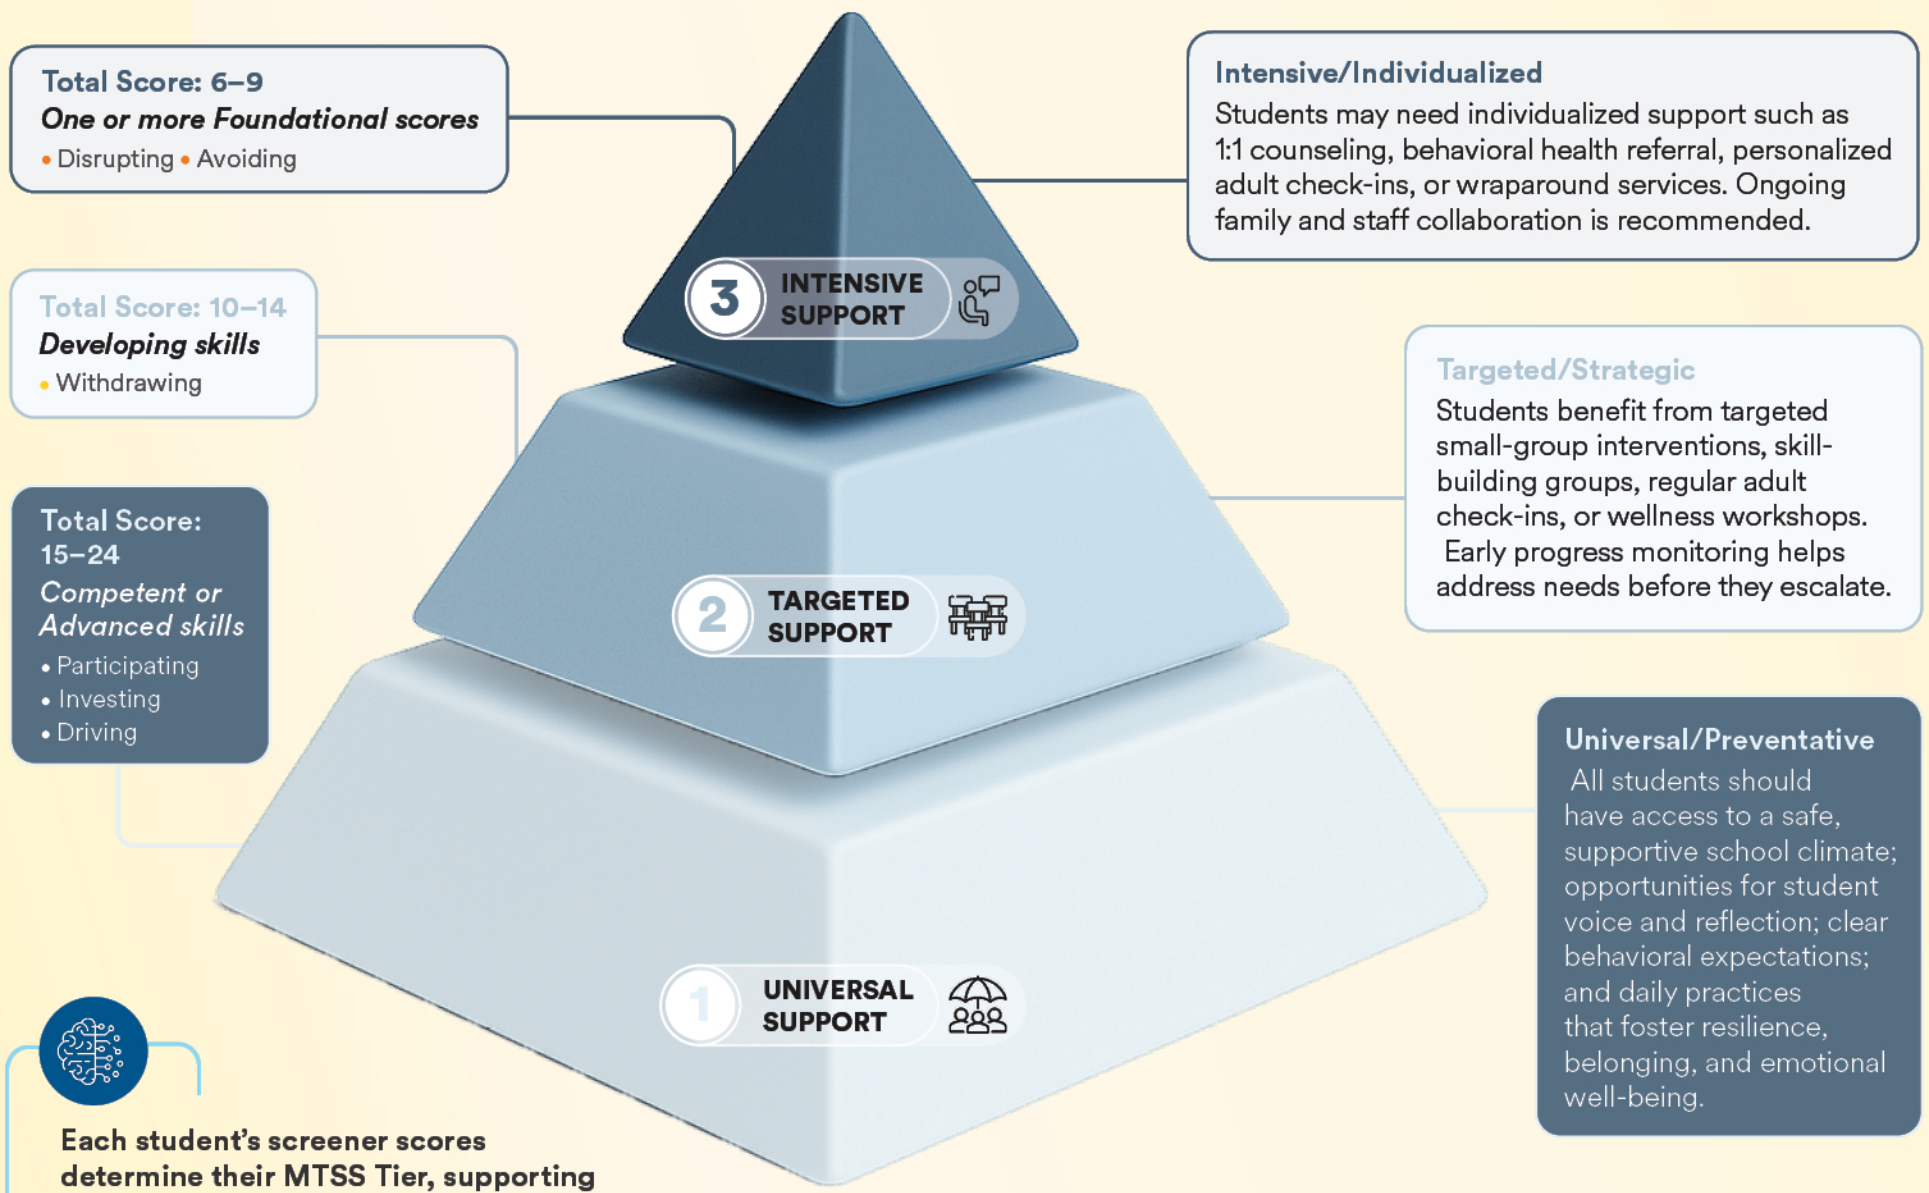 Total Score: 6–9
One or more Foundational scores
• Disrupting • Avoiding
Intensive/Individualized
Students may need individualized support such as
1:1 counseling, behavioral health referral, personalized
adult check-ins, or wraparound services. Ongoing
family and staff collaboration is recommended.
3
INTENSIVE
SUPPORT
Total Score: 10–14
Developing skills
• Withdrawing
Targeted/Strategic
Students benefit from targeted
small-group interventions, skill-
building groups, regular adult
check-ins, or wellness workshops.
Early progress monitoring helps
address needs before they escalate.
2
TARGETED
SUPPORT
Total Score:
15–24
Competent or
Advanced skills
• Participating
• Investing
• Driving
Universal/Preventative
All students should
have access to a safe,
supportive school climate;
opportunities for student
voice and reflection; clear
behavioral expectations;
and daily practices
that foster resilience,
belonging, and emotional
well-being.
1
UNIVERSAL
SUPPORT
Each student’s screener scores
determine their MTSS Tier, supporting